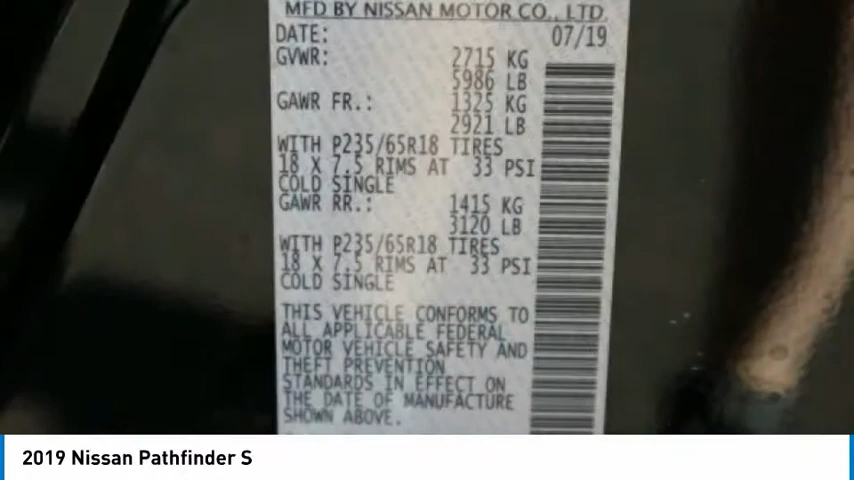 MFD BY NISSAN MOTOR CO., LTD.
DATE: 07/19
GVWR: 2715 KG
5986 LB
GAWR FR.: 1325 KG
2921 LB
WITH P235/65R18 TIRES
18 X 7.5 RIMS AT 33 PSI
COLD SINGLE
GAWR RR.: 1415 KG
3120 LB
WITH P235/65R18 TIRES
18 X 7.5 RIMS AT 33 PSI
COLD SINGLE
THIS VEHICLE CONFORMS TO
ALL APPLICABLE FEDERAL
MOTOR VEHICLE SAFETY AND
THEFT PREVENTION
STANDARDS IN EFFECT ON
THE DATE OF MANUFACTURE
SHOWN ABOVE.
2019 Nissan Pathfinder S